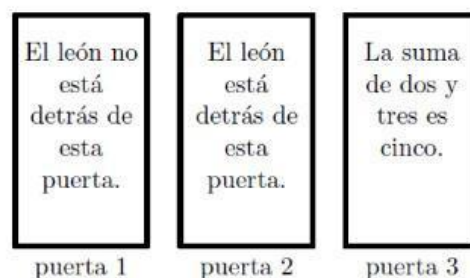 El león no
está
detrás de
esta
puerta.
puerta 1
El león
está
detrás de
esta
puerta.
puerta 2
La suma
de dos y
tres es
cinco.
puerta 3